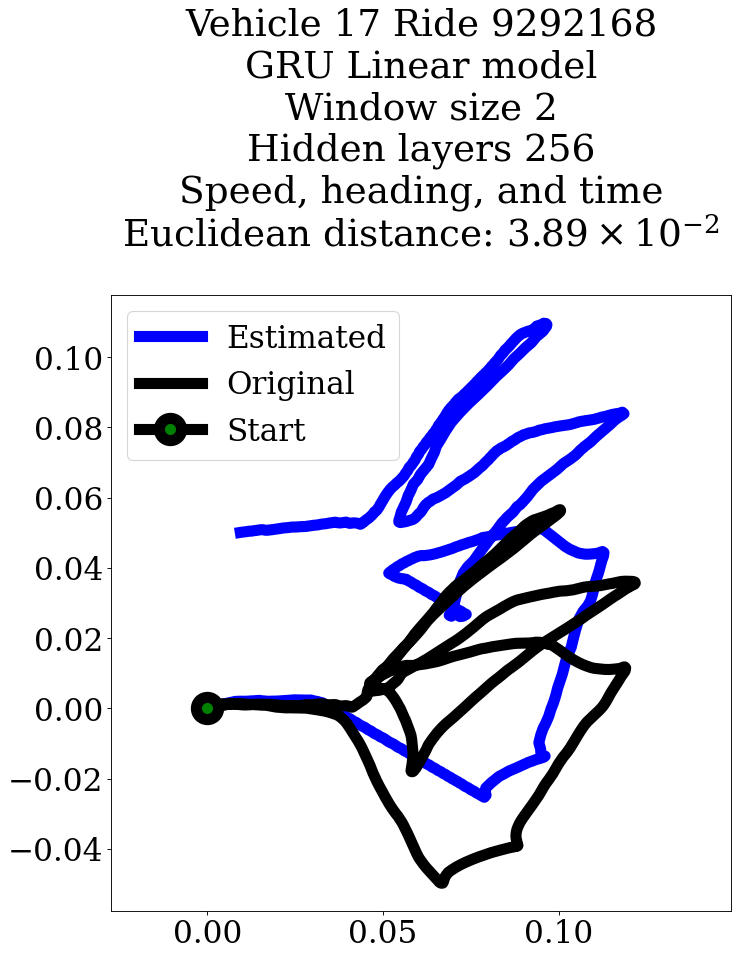 Vehicle 17 Ride 9292168
GRU Linear model
Window size 2
Hidden layers 256
Speed, heading, and time
Euclidean distance: 3.89 × 10⁻²
Estimated
Original
Start
0.10
0.08
0.06
0.04
0.02
0.00
−0.02
−0.04
0.00 0.05 0.10